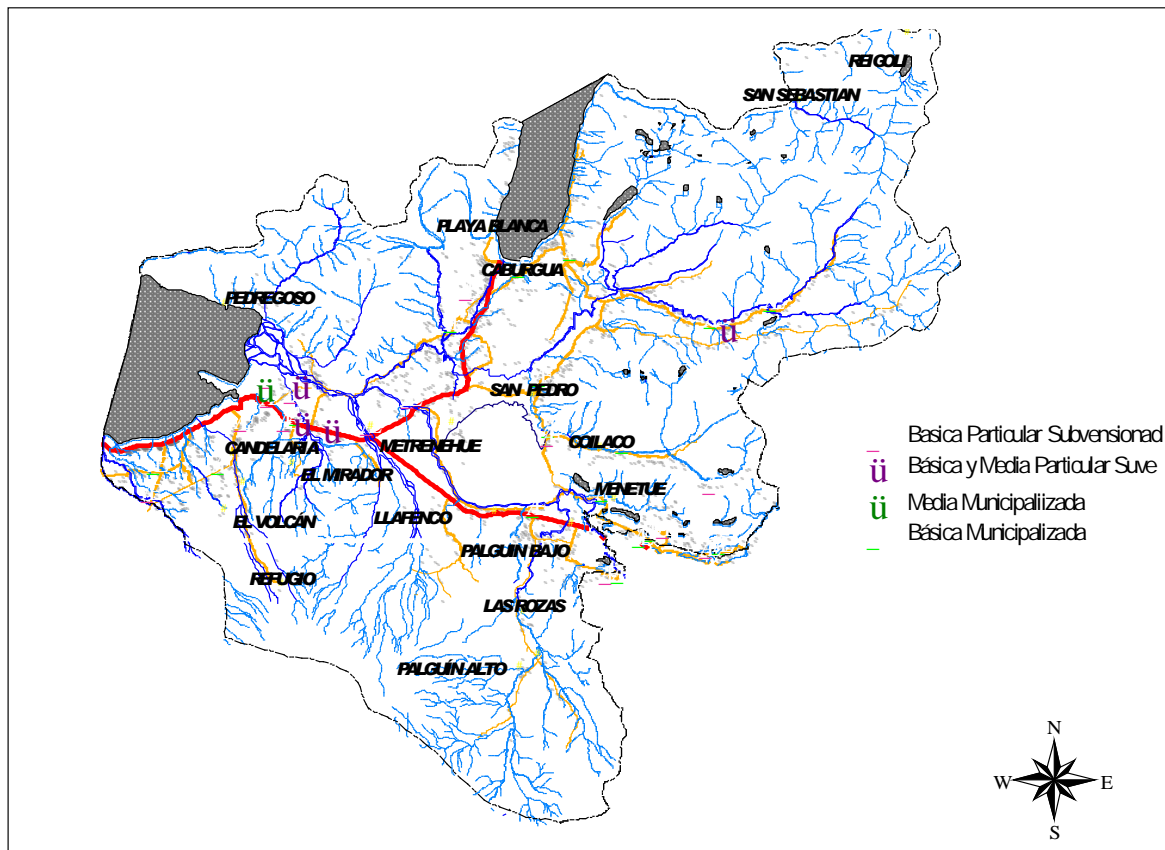 REIGOLI
SAN SEBASTIAN
PLAYA BLANCA
CABURGUA
PEDREGOSO
ü
ü
ü
SAN PEDRO
ü
ü
CANDELARIA
METRENEHUE
COILACO
EL MIRADOR
MENETUE
EL VOLCÁN
LLAFENCO
PALGUIN BAJO
REFUGIO
LAS ROZAS
PALGUÍN ALTO
Basica Particular Subvensionad
ü Básica y Media Particular Suve
ü Media Municipaliizada
Básica Municipalizada
N
W E
S